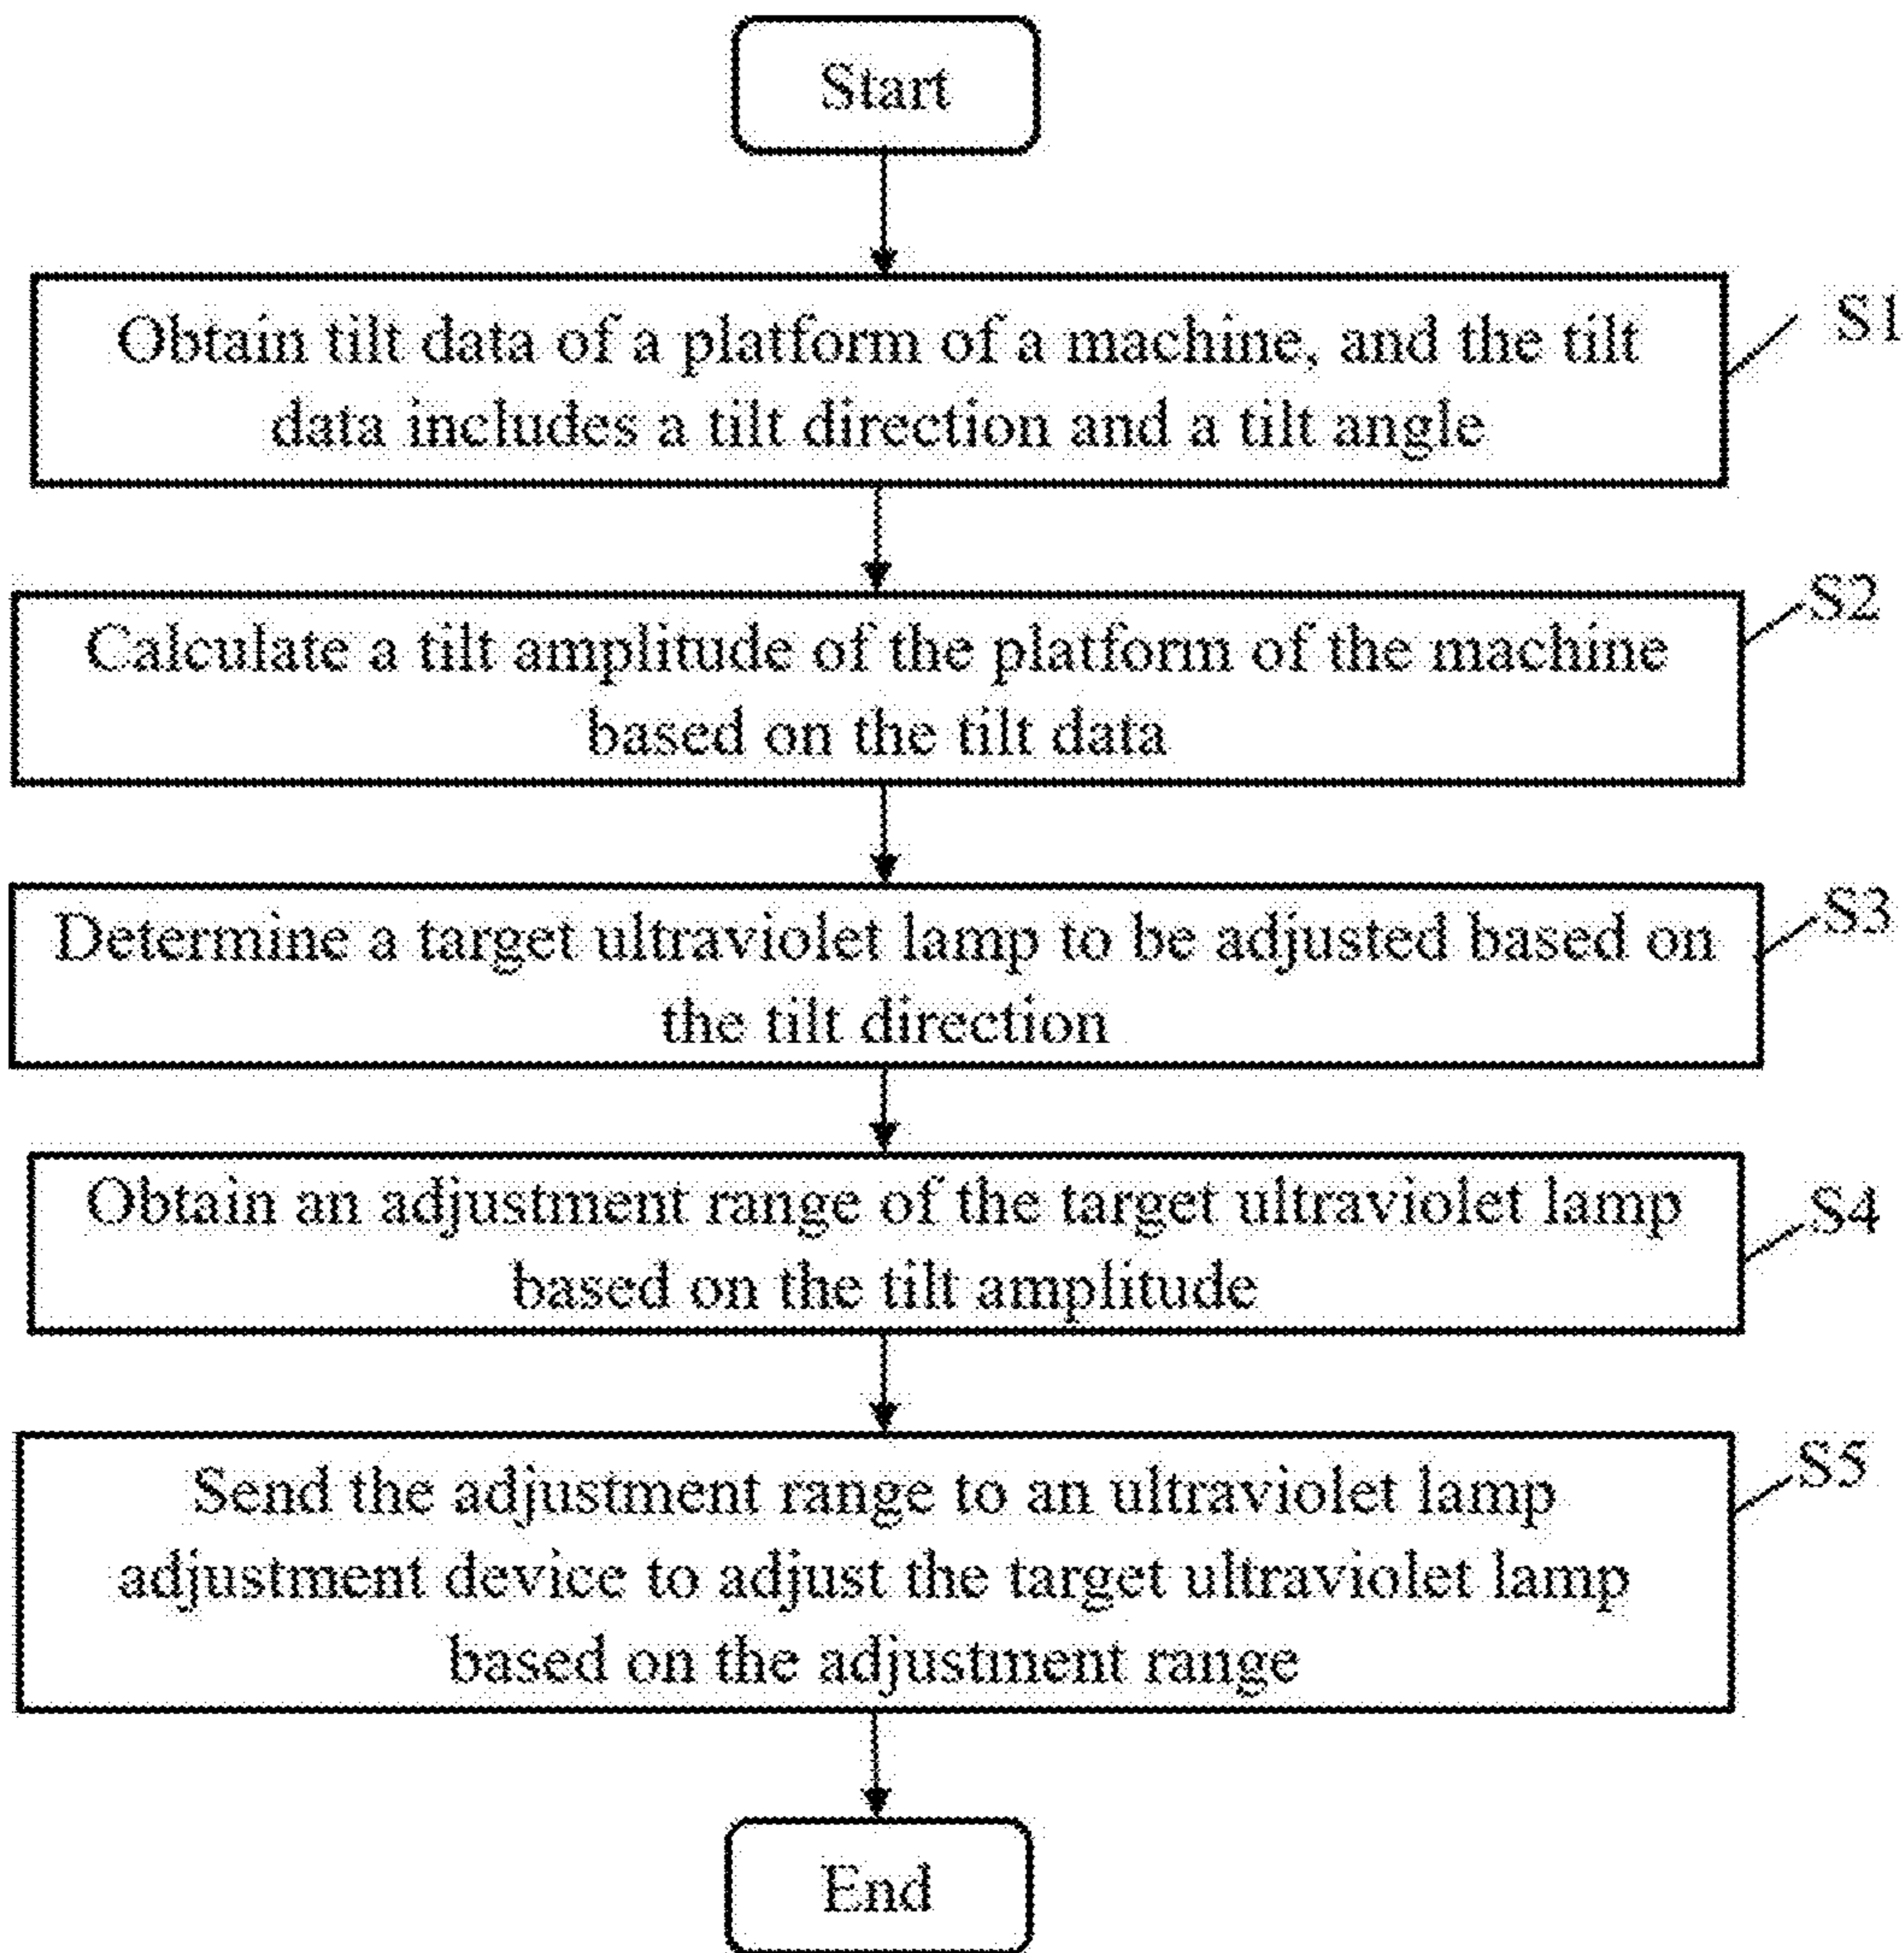 Start
Obtain tilt data of a platform of a machine, and the tilt
data includes a tilt direction and a tilt angle
S1
Calculate a tilt amplitude of the platform of the machine
based on the tilt data
S2
Determine a target ultraviolet lamp to be adjusted based on
the tilt direction
S3
Obtain an adjustment range of the target ultraviolet lamp
based on the tilt amplitude
S4
Send the adjustment range to an ultraviolet lamp
adjustment device to adjust the target ultraviolet lamp
based on the adjustment range
S5
End